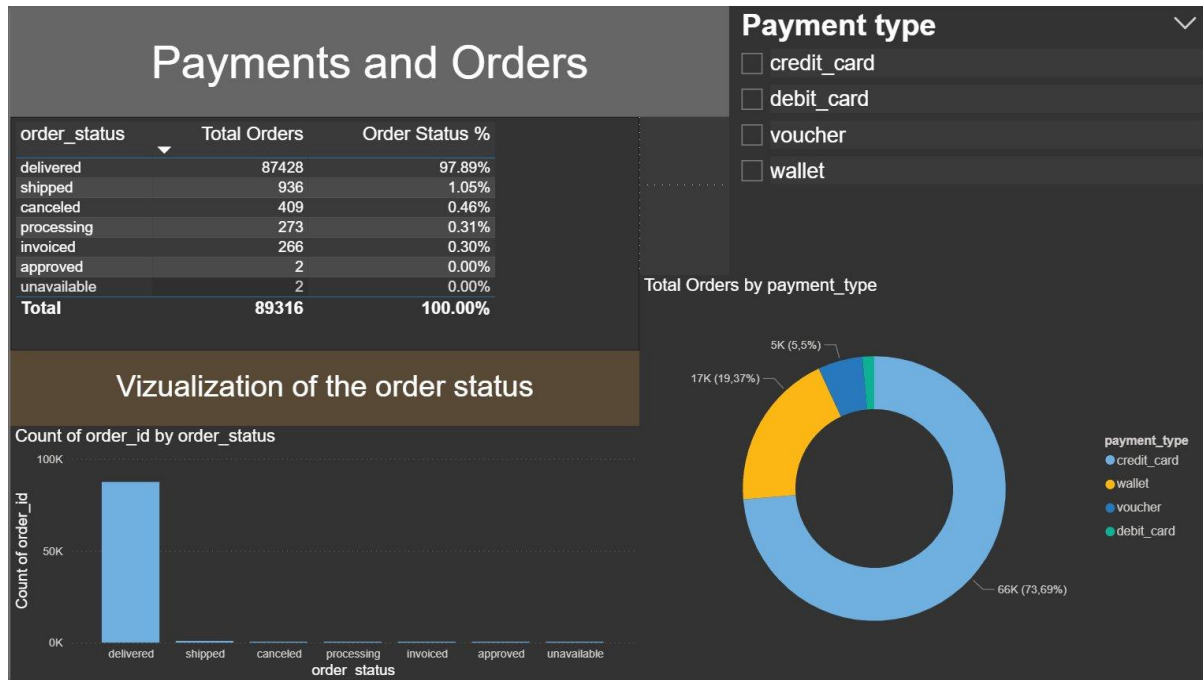 Payments and Orders
order_status Total Orders Order Status %
delivered 87428 97.89%
shipped 936 1.05%
canceled 409 0.46%
processing 273 0.31%
invoiced 266 0.30%
approved 2 0.00%
unavailable 2 0.00%
Total 89316 100.00%
Payment type
credit_card
debit_card
voucher
wallet
Vizualization of the order status
Count of order_id by order_status
100K
50K
0K
Count of order_id
delivered shipped canceled processing invoiced approved unavailable
order_status
Total Orders by payment_type
5K (5,5%)
17K (19,37%)
66K (73,69%)
payment_type
credit_card
wallet
voucher
debit_card